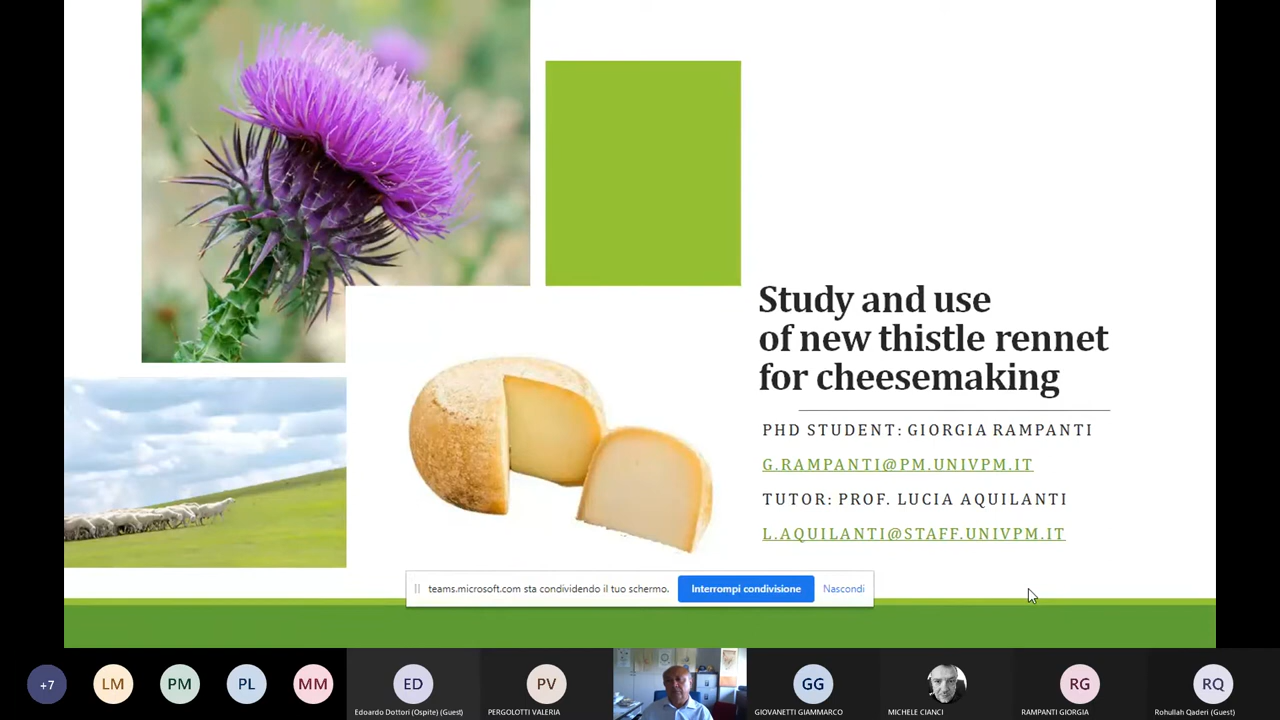 Study and use
of new thistle rennet
for cheesemaking
PHD STUDENT: GIORGIA RAMPANTI
G.RAMPANTI@PM.UNIVPM.IT
TUTOR: PROF. LUCIA AQUILANTI
L.AQUILANTI@STAFF.UNIVPM.IT
teams.microsoft.com sta condividendo il tuo schermo. Interrompi condivisione Nascondi
+7 LM PM PL MM ED PV GG RG RQ
Edoardo Dottori (Ospite) (Guest) PERGOLOTTI VALERIA GIOVANETTI GIAMMARCO MICHELE CIANCI RAMPANTI GIORGIA Rohullah Qaderi (Guest)